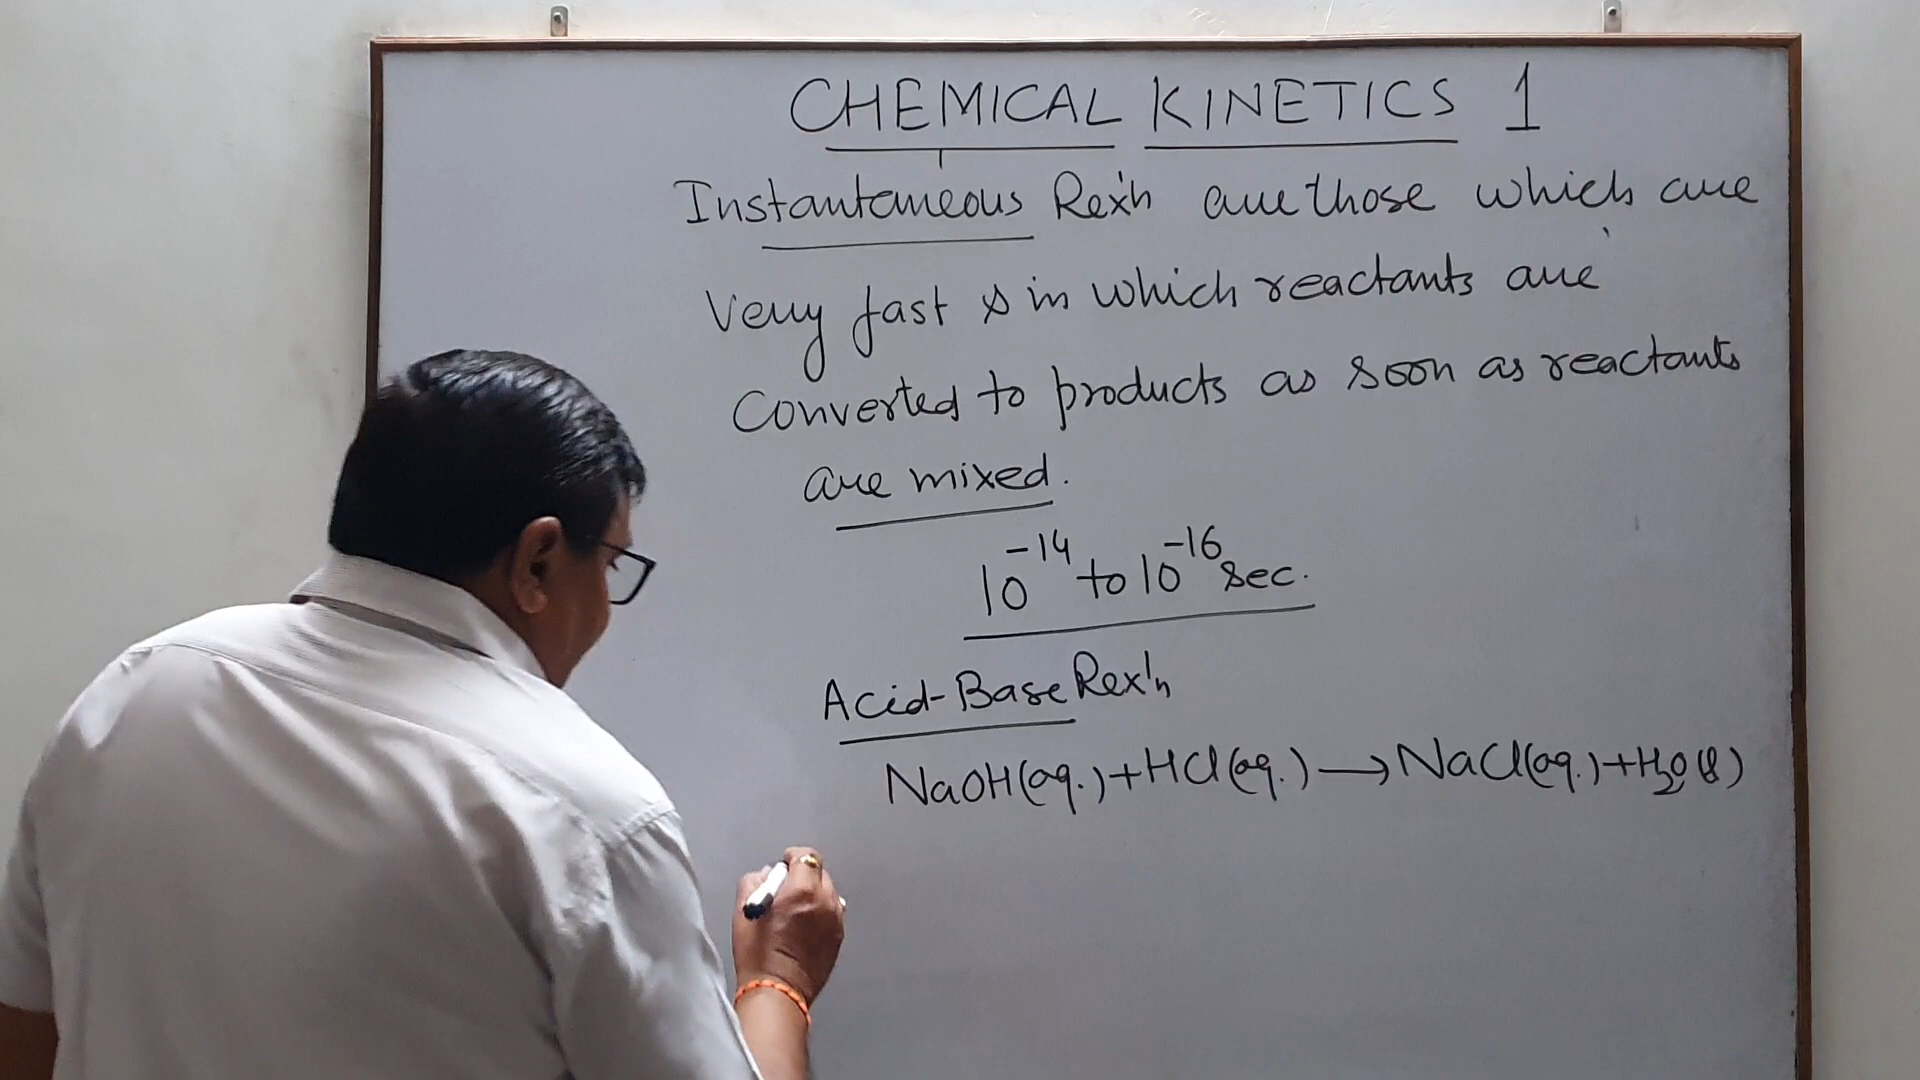 CHEMICAL KINETICS 1
Instantaneous Rex'n are those which are
Very fast & in which reactants are
Converted to products as soon as reactants
are mixed.
10⁻¹⁴ to 10⁻¹⁶ sec.
Acid-Base Rex'n
NaOH(aq.)+HCl(aq.)→NaCl(aq.)+H₂O(l)